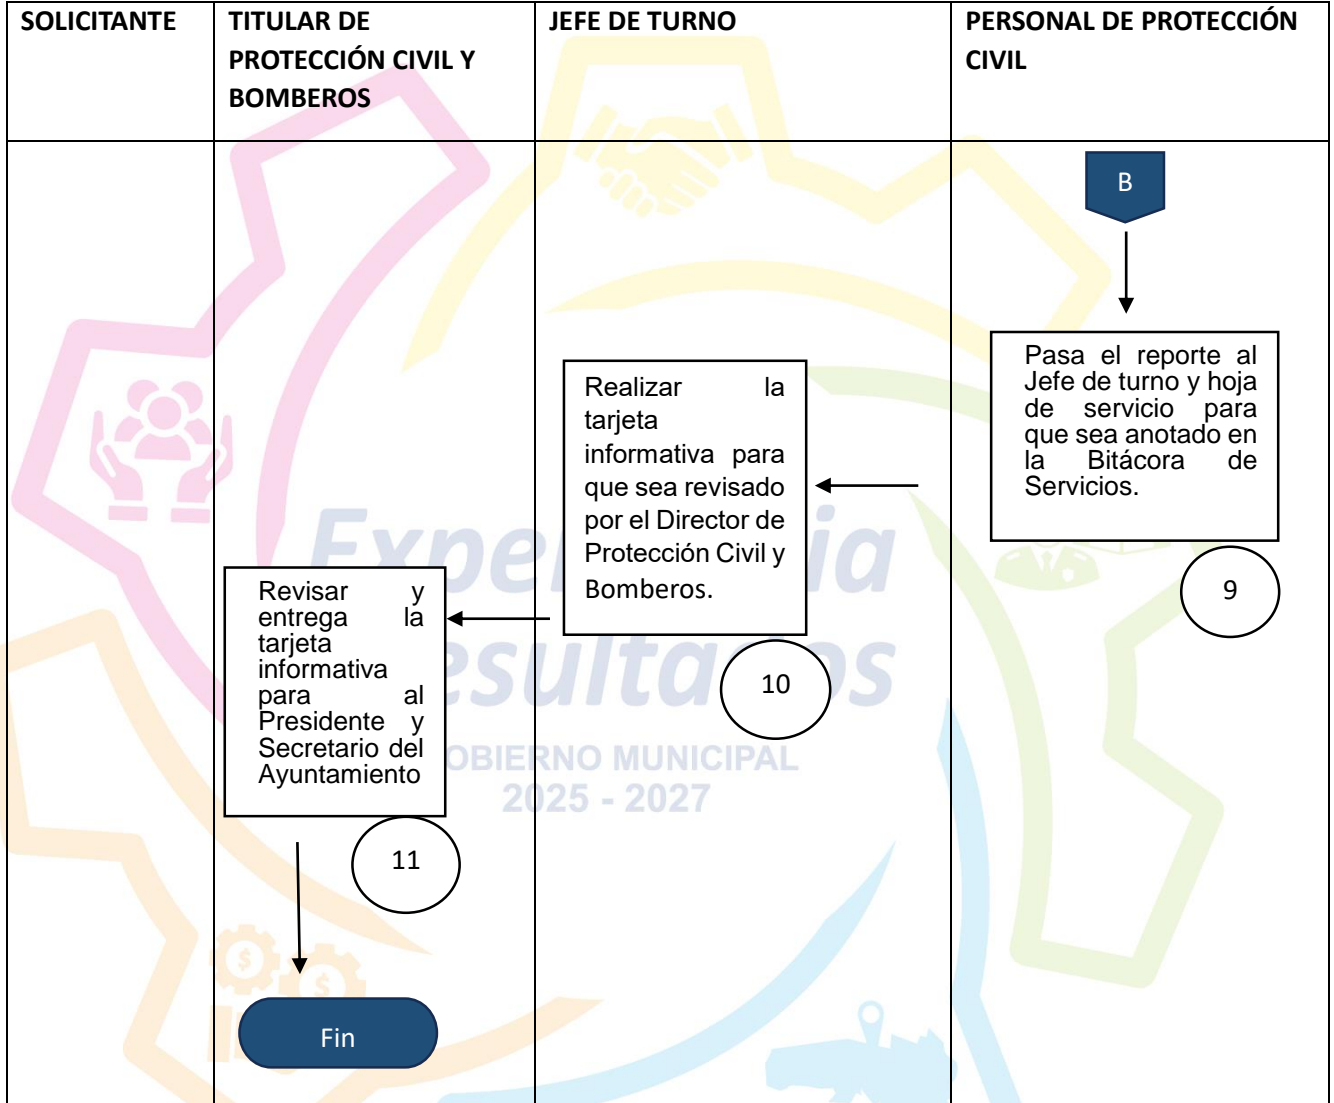 SOLICITANTE
TITULAR DE
PROTECCIÓN CIVIL Y
BOMBEROS
JEFE DE TURNO
PERSONAL DE PROTECCIÓN
CIVIL
B
Pasa el reporte al
Jefe de turno y hoja
de servicio para
que sea anotado en
la Bitácora de
Servicios.
9
Realizar la
tarjeta
informativa para
que sea revisado
por el Director de
Protección Civil y
Bomberos.
10
Revisar y
entrega la
tarjeta
informativa
para al
Presidente y
Secretario del
Ayuntamiento
11
Fin
MUNICIPAL
2025 - 2027